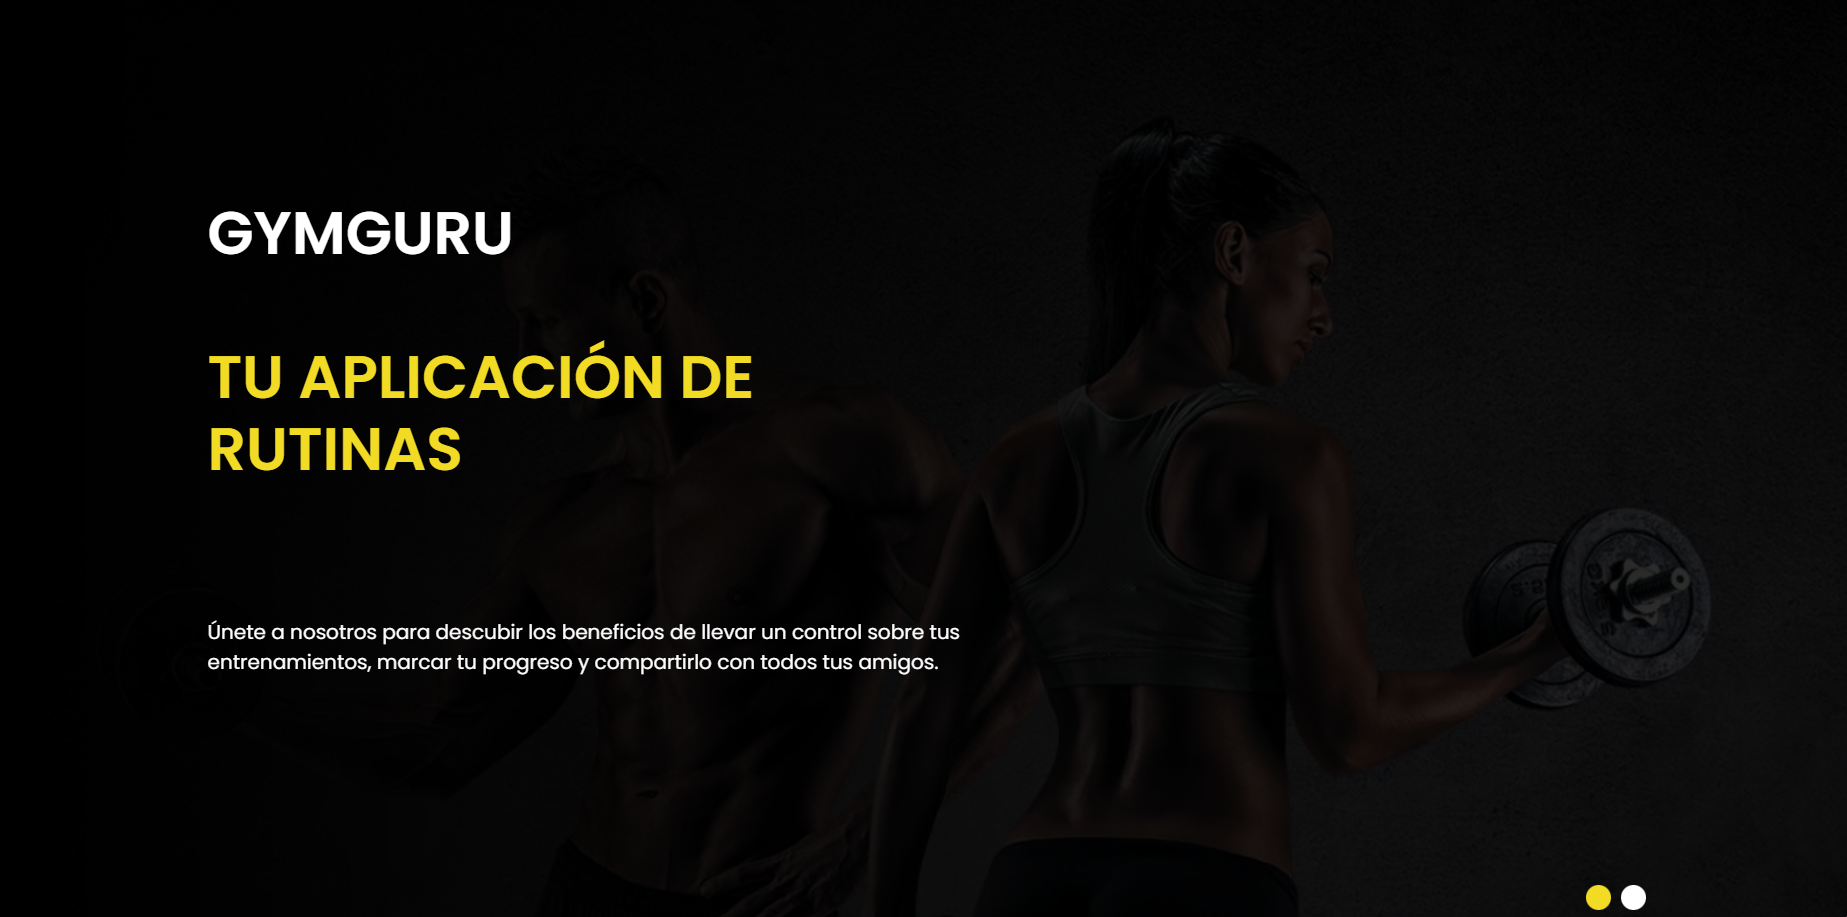 GYMGURU
TU APLICACIÓN DE
RUTINAS
Únete a nosotros para descubir los beneficios de llevar un control sobre tus
entrenamientos, marcar tu progreso y compartirlo con todos tus amigos.